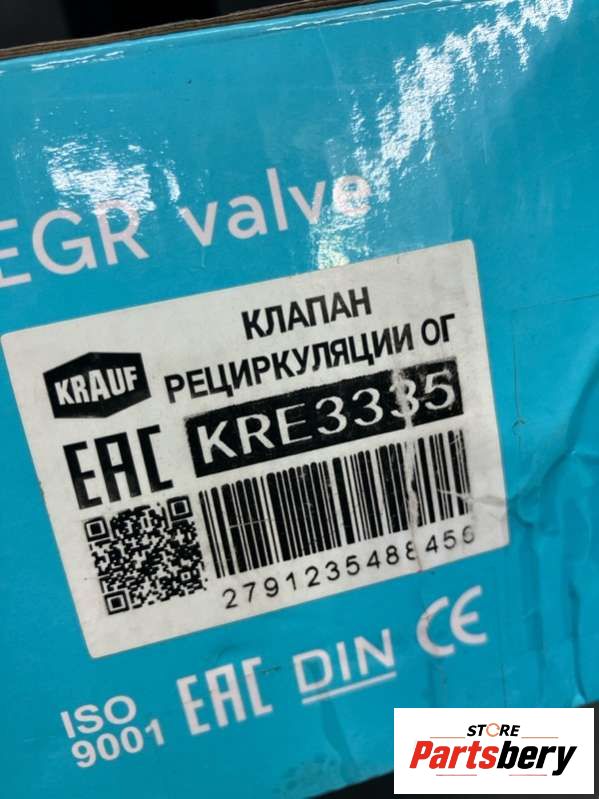 EGR valve
КЛАПАН
РЕЦИРКУЛЯЦИИ ОГ
KRAUF
KRE3335
EAC
2791235488456
ISO
9001
EAC DIN CE
STORE
Partsbery